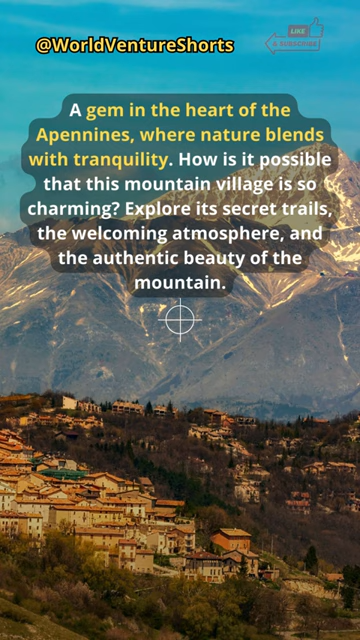 @WorldVentureShorts
LIKE
& SUBSCRIBE
A gem in the heart of the
Apennines, where nature blends
with tranquility. How is it possible
that this mountain village is so
charming? Explore its secret trails,
the welcoming atmosphere, and
the authentic beauty of the
mountain.